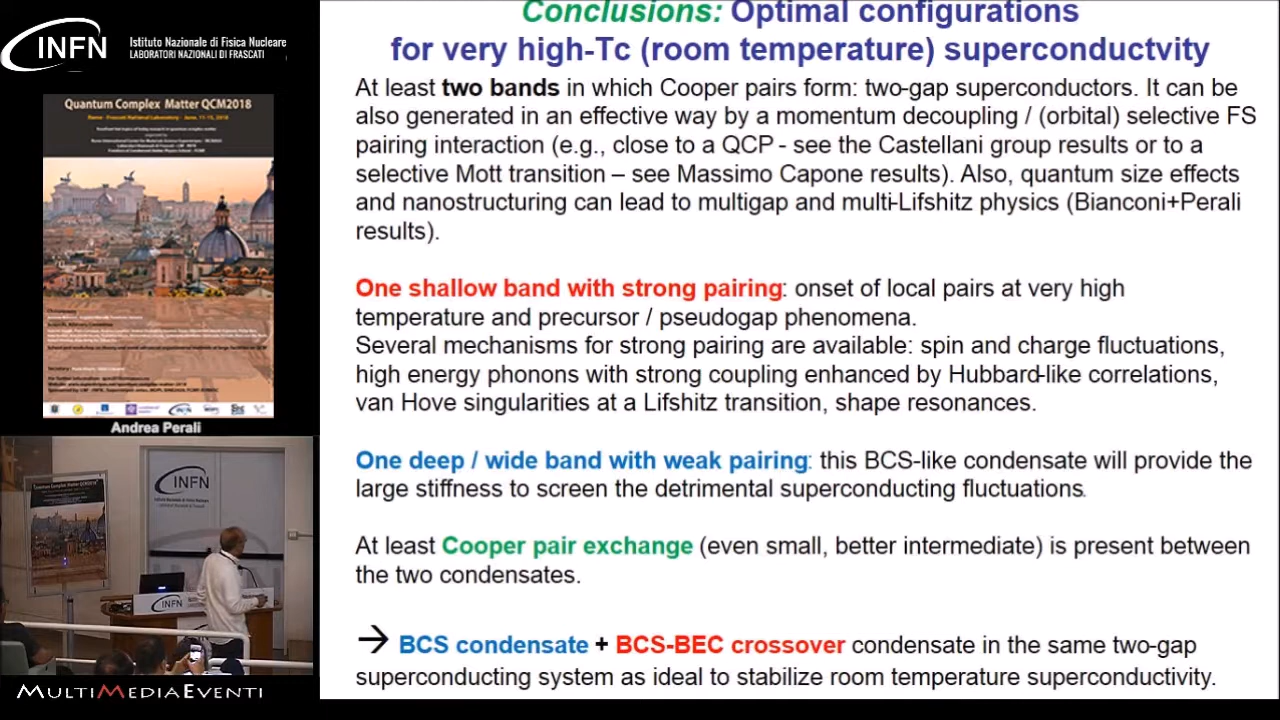 INFN
Istituto Nazionale di Fisica Nucleare
LABORATORI NAZIONALI DI FRASCATI
Quantum Complex Matter QCM2018
Rome - Frascati National Laboratory - June, 11-15, 2018
Andrea Perali
INFN
INFN
MULTIMEDIAEVENTI
Conclusions: Optimal configurations
for very high-Tc (room temperature) superconductvity
At least two bands in which Cooper pairs form: two-gap superconductors. It can be
also generated in an effective way by a momentum decoupling / (orbital) selective FS
pairing interaction (e.g., close to a QCP - see the Castellani group results or to a
selective Mott transition – see Massimo Capone results). Also, quantum size effects
and nanostructuring can lead to multigap and multi-Lifshitz physics (Bianconi+Perali
results).
One shallow band with strong pairing: onset of local pairs at very high
temperature and precursor / pseudogap phenomena.
Several mechanisms for strong pairing are available: spin and charge fluctuations,
high energy phonons with strong coupling enhanced by Hubbard-like correlations,
van Hove singularities at a Lifshitz transition, shape resonances.
One deep / wide band with weak pairing: this BCS-like condensate will provide the
large stiffness to screen the detrimental superconducting fluctuations.
At least Cooper pair exchange (even small, better intermediate) is present between
the two condensates.
→ BCS condensate + BCS-BEC crossover condensate in the same two-gap
superconducting system as ideal to stabilize room temperature superconductivity.